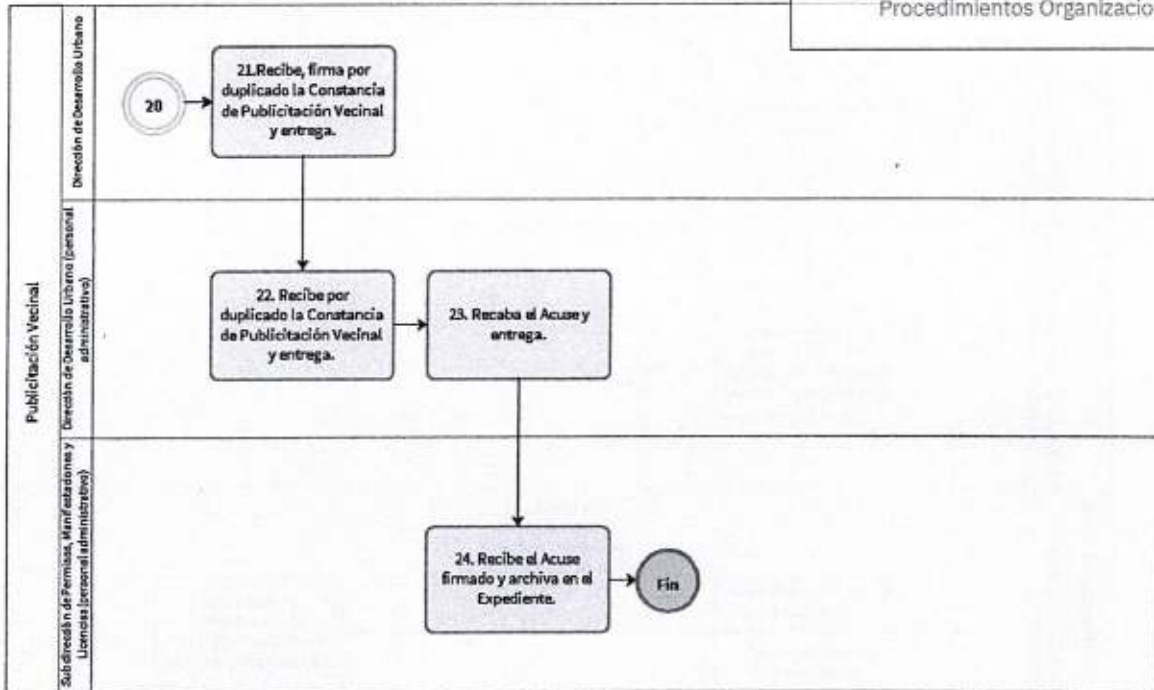 Procedimientos Organizacio
Publicitación Vecinal
Dirección de Desarrollo Urbano
20
21.Recibe, firma por
duplicado la Constancia
de Publicitación Vecinal
y entrega.
Dirección de Desarrollo Urbano (personal
administrativo)
22. Recibe por
duplicado la Constancia
de Publicitación Vecinal
y entrega.
23. Recaba el Acuse y
entrega.
Subdirección de Permisos, Manifestaciones y
Licencias (personal administrativo)
24. Recibe el Acuse
firmado y archiva en el
Expediente.
Fin